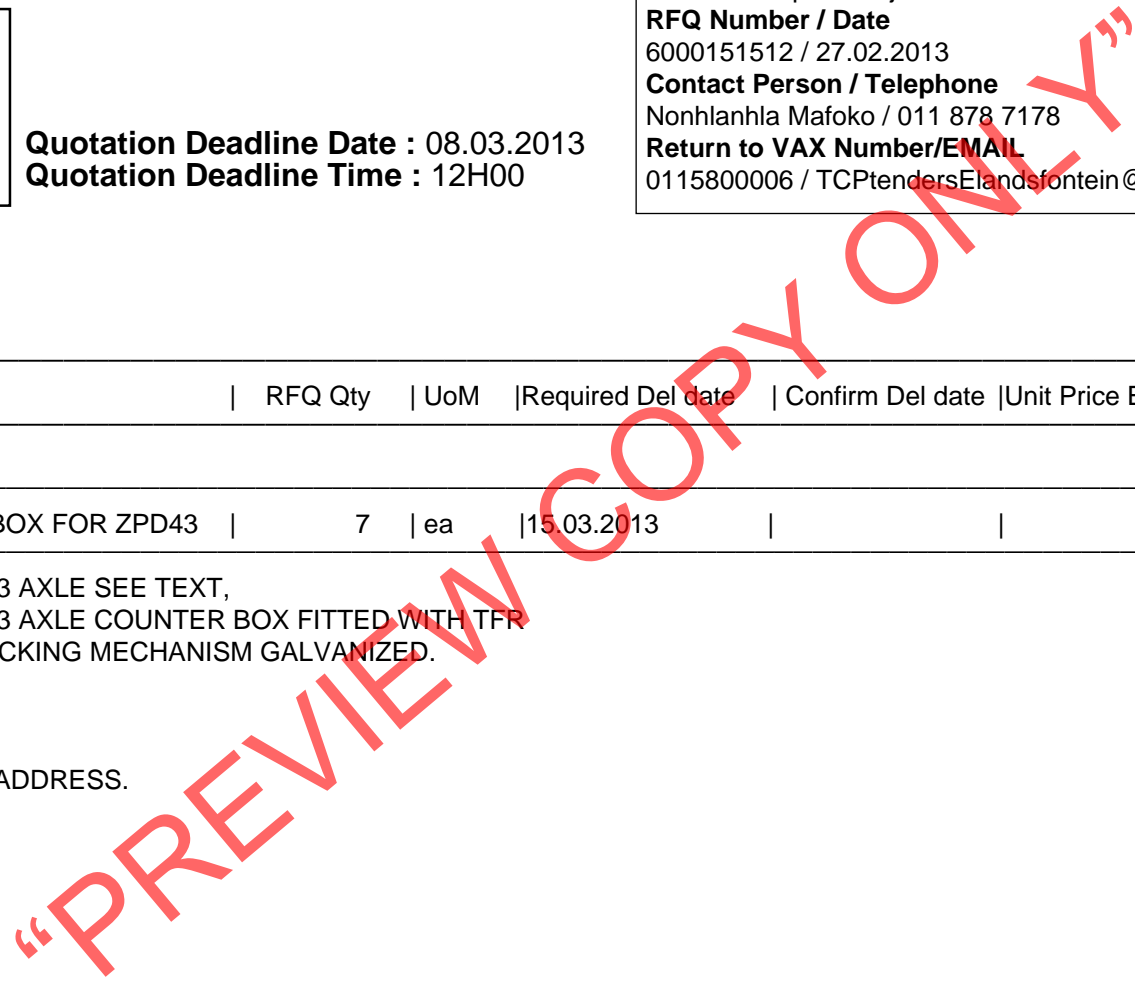 RFQ Number / Date
6000151512 / 27.02.2013
Contact Person / Telephone
Nonhlanhla Mafoko / 011 878 7178
Return to VAX Number/EMAIL
0115800006 / TCPtendersElandsfontein@
Quotation Deadline Date : 08.03.2013
Quotation Deadline Time : 12H00
| RFQ Qty | UoM |Required Del date | Confirm Del date |Unit Price
BOX FOR ZPD43 | 7 | ea |15.03.2013 | |
3 AXLE SEE TEXT,
3 AXLE COUNTER BOX FITTED WITH TFR
CKING MECHANISM GALVANIZED.
ADDRESS.
“PREVIEW COPY ONLY”